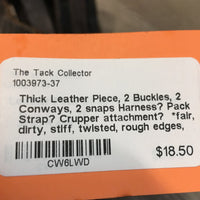 The Tack Collector
1003973-37
Thick Leather Piece, 2 Buckles, 2
Conways, 2 snaps Harness? Pack
Strap? Crupper attachment? *fair,
dirty, stiff, twisted, rough edges,
CW6LWD
$18.50